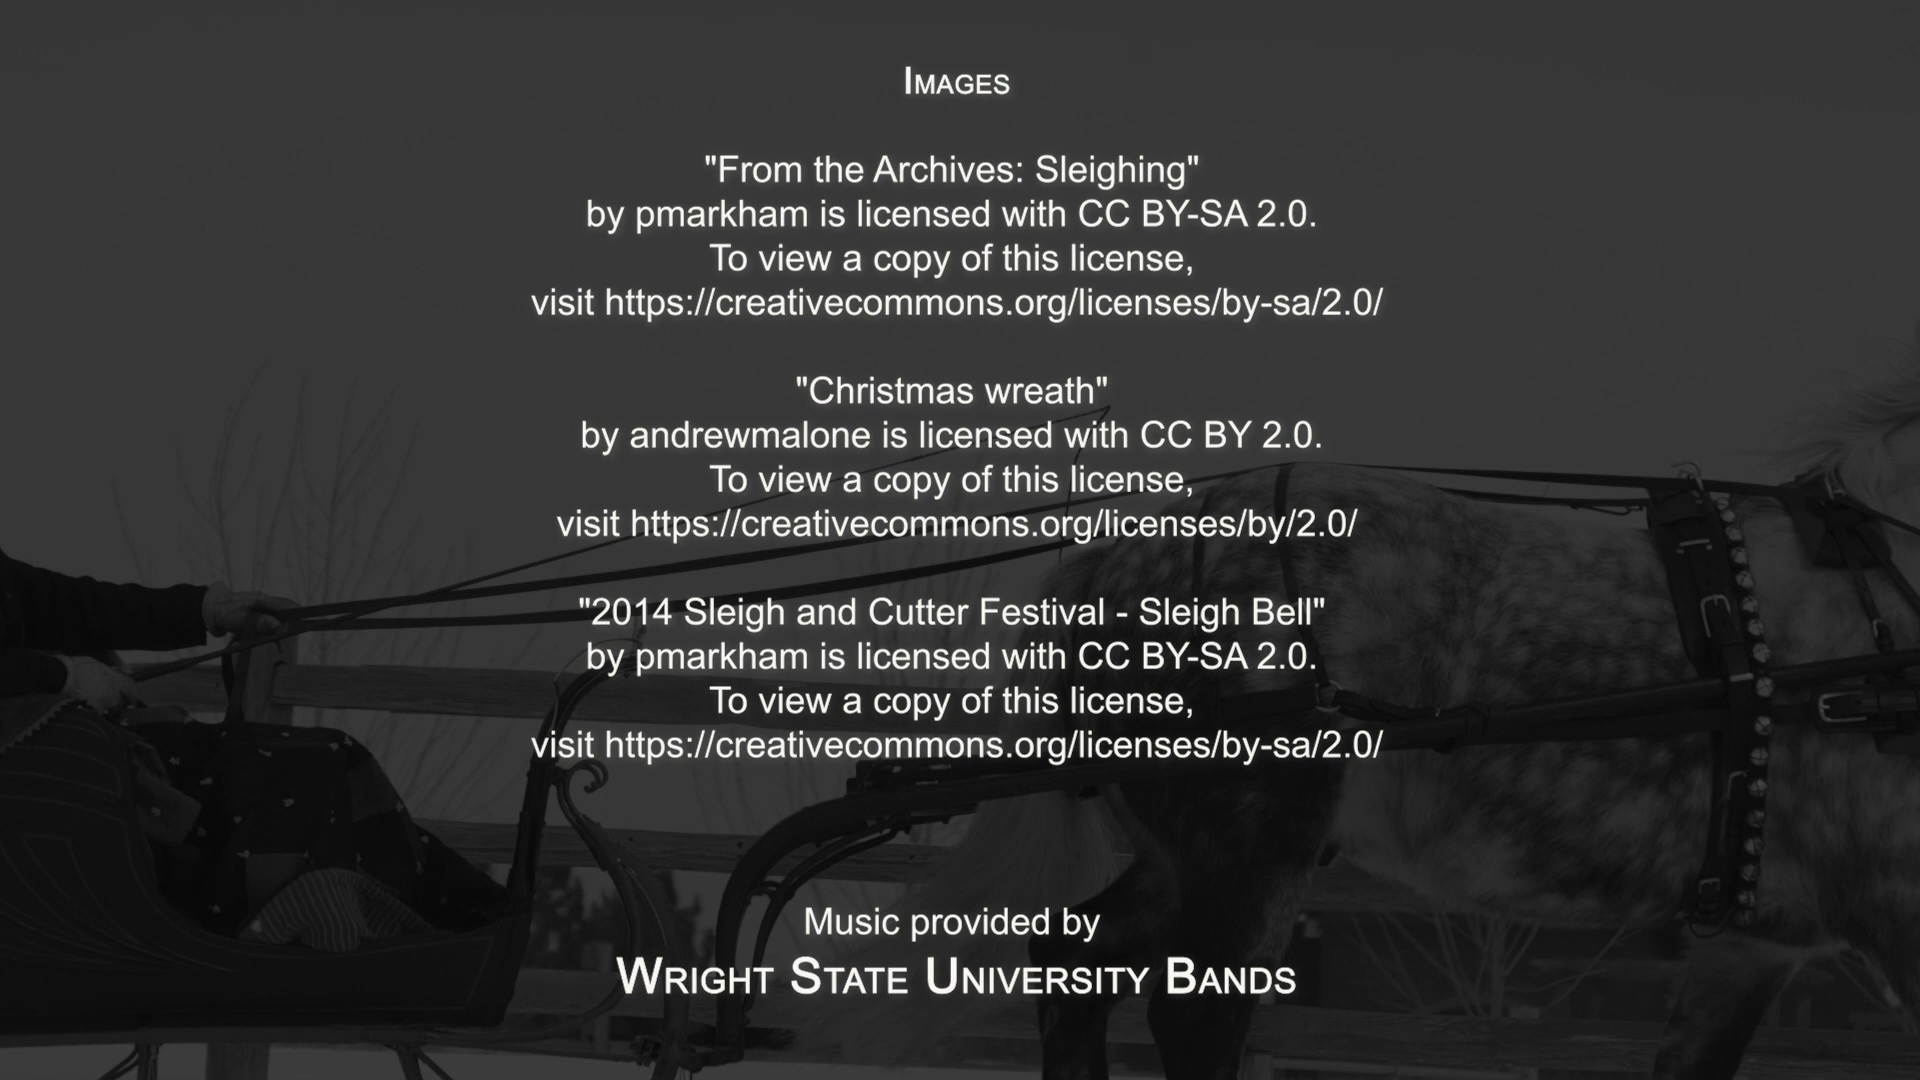 Images
"From the Archives: Sleighing"
by pmarkham is licensed with CC BY-SA 2.0.
To view a copy of this license,
visit https://creativecommons.org/licenses/by-sa/2.0/
"Christmas wreath"
by andrewmalone is licensed with CC BY 2.0.
To view a copy of this license,
visit https://creativecommons.org/licenses/by/2.0/
"2014 Sleigh and Cutter Festival - Sleigh Bell"
by pmarkham is licensed with CC BY-SA 2.0.
To view a copy of this license,
visit https://creativecommons.org/licenses/by-sa/2.0/
Music provided by
Wright State University Bands